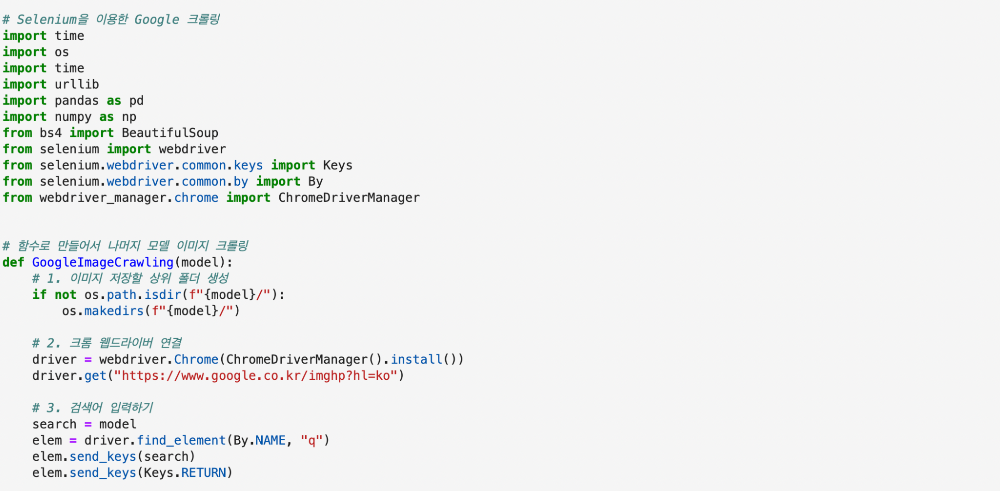 # Selenium을 이용한 Google 크롤링
import time
import os
import time
import urllib
import pandas as pd
import numpy as np
from bs4 import BeautifulSoup
from selenium import webdriver
from selenium.webdriver.common.keys import Keys
from selenium.webdriver.common.by import By
from webdriver_manager.chrome import ChromeDriverManager
# 함수로 만들어서 나머지 모델 이미지 크롤링
def GoogleImageCrawling(model):
    # 1. 이미지 저장할 상위 폴더 생성
    if not os.path.isdir(f"{model}/"):
        os.makedirs(f"{model}/")
    # 2. 크롬 웹드라이버 연결
    driver = webdriver.Chrome(ChromeDriverManager().install())
    driver.get("https://www.google.co.kr/imghp?hl=ko")
    # 3. 검색어 입력하기
    search = model
    elem = driver.find_element(By.NAME, "q")
    elem.send_keys(search)
    elem.send_keys(Keys.RETURN)